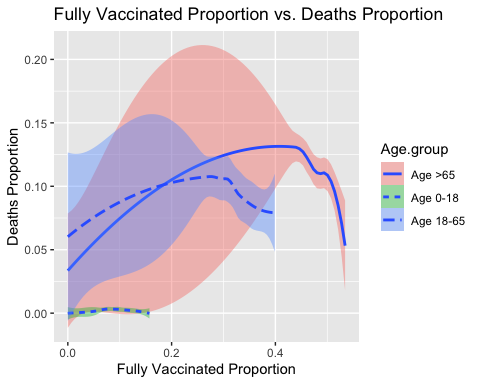 Fully Vaccinated Proportion vs. Deaths Proportion
0.20
0.15
0.10
0.05
0.00
Deaths Proportion
0.0 0.2 0.4
Fully Vaccinated Proportion
Age.group
Age >65
Age 0-18
Age 18-65